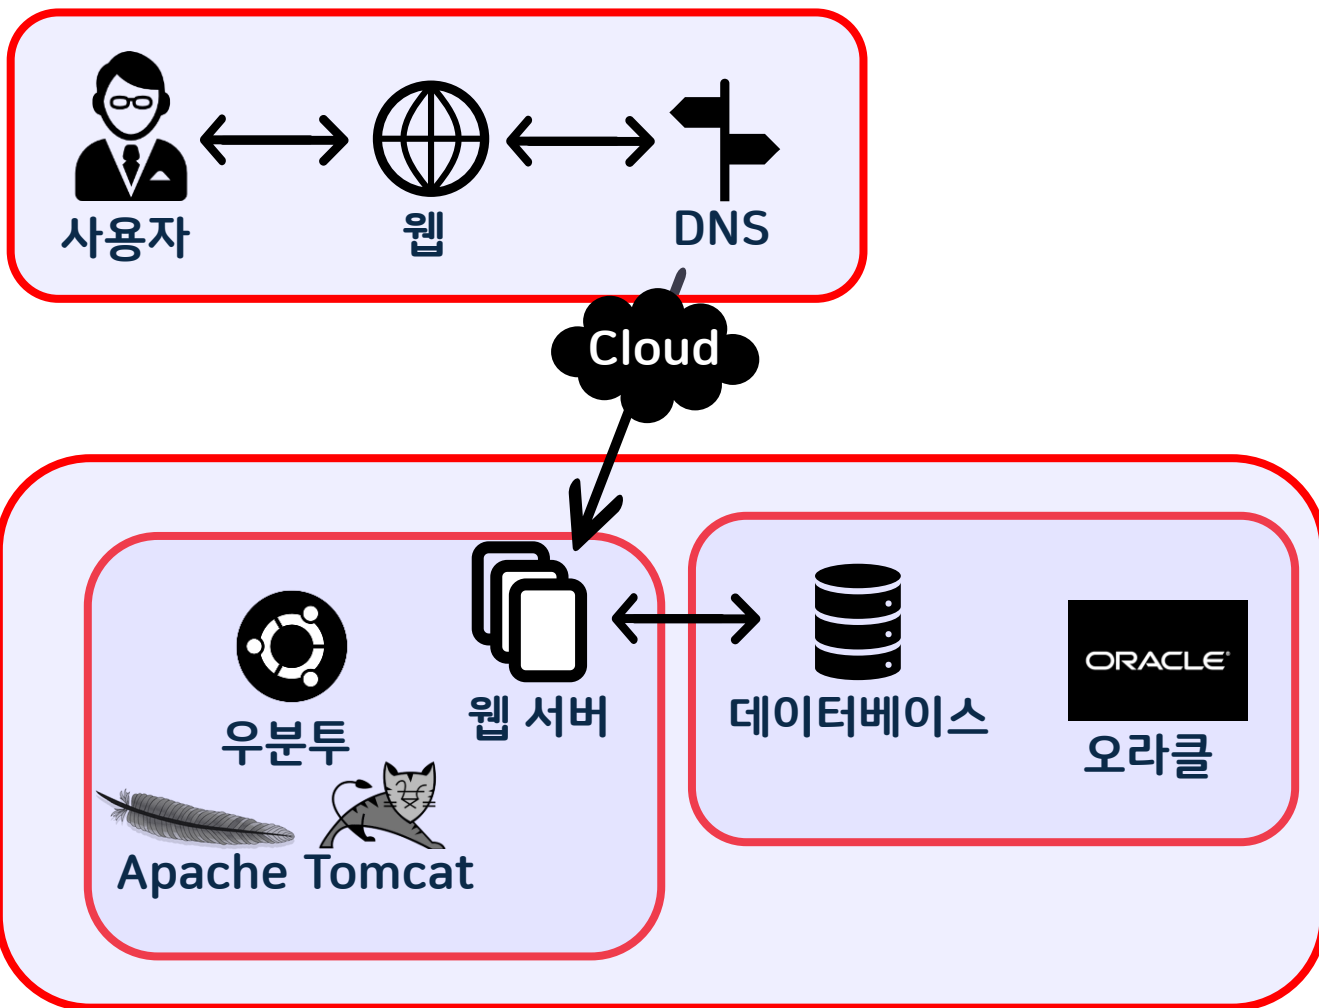 사용자
웹
DNS
Cloud
우분투
웹 서버
데이터베이스
ORACLE
오라클
Apache Tomcat